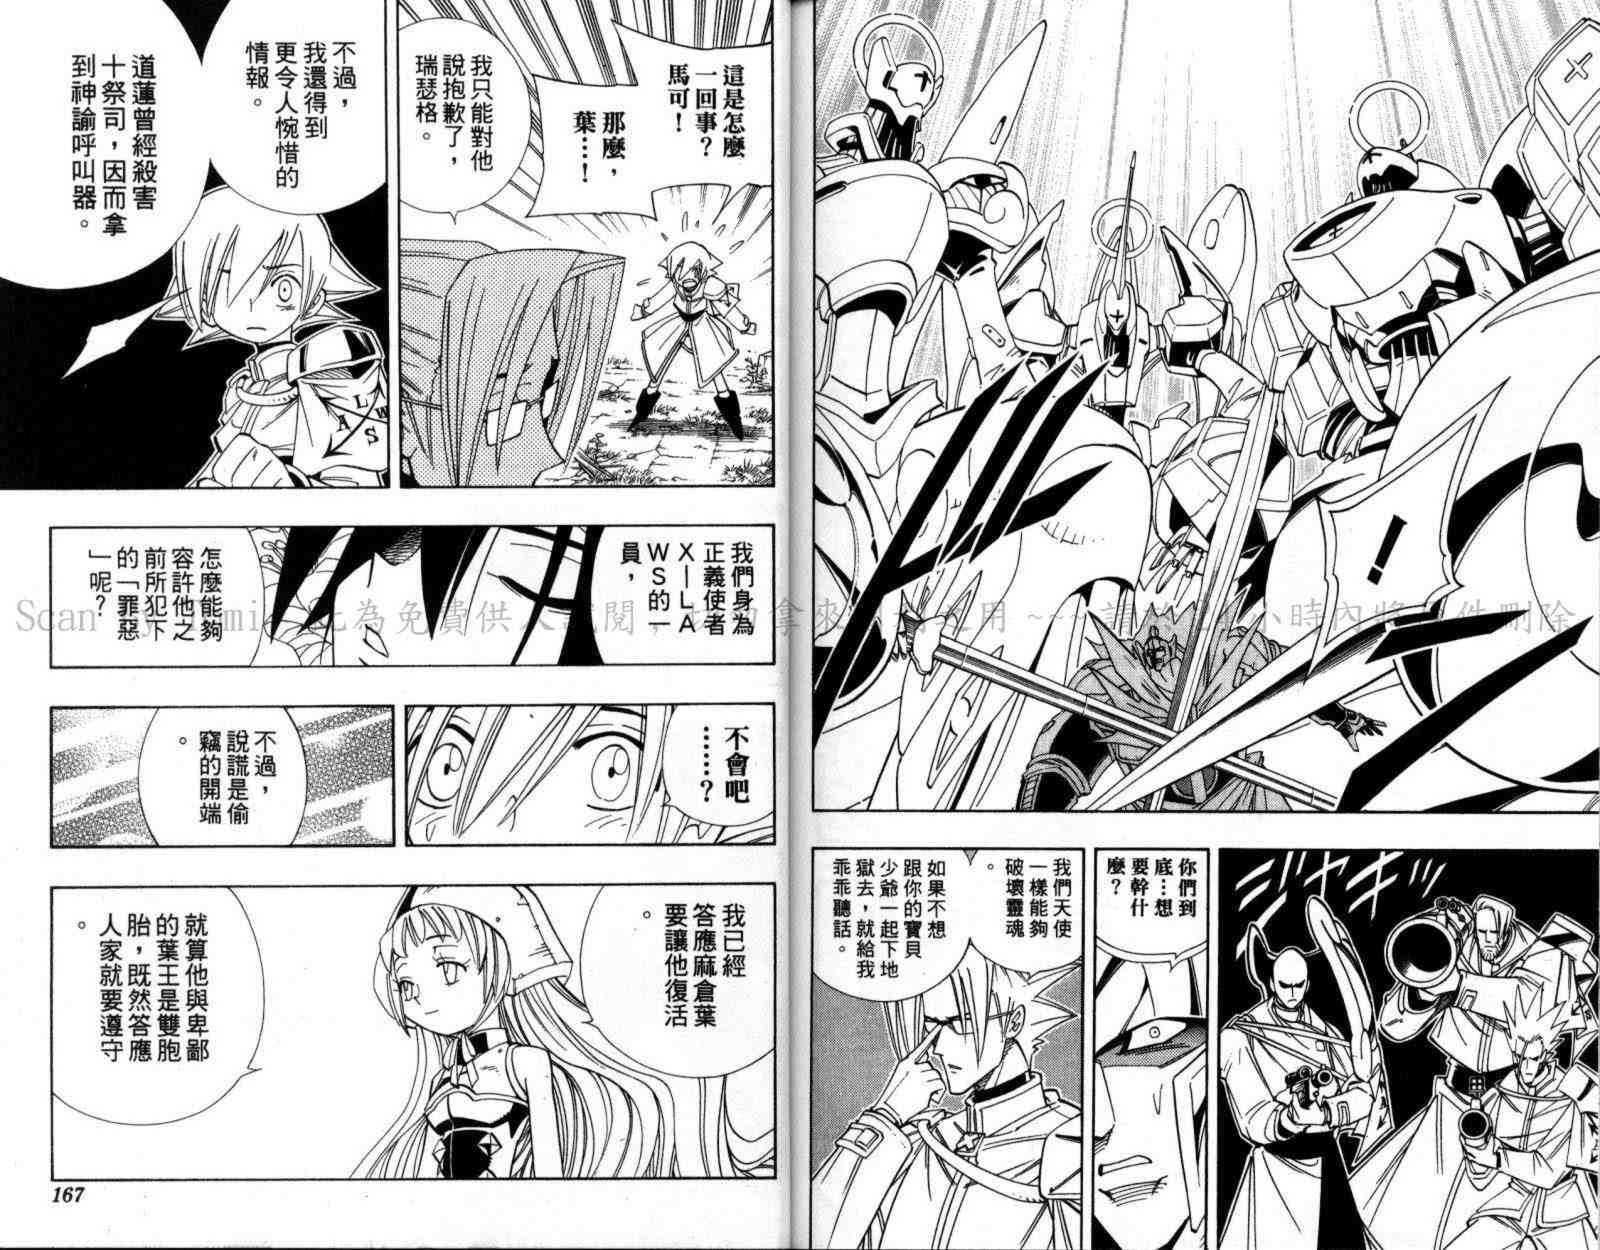 ！
你們到
底…想
要幹什
麼？
我們天使
一樣能夠
破壞靈魂
。
如果不想
跟你的寶貝
少爺一起下地
獄去，就給我
乖乖聽話。
這是怎麼
一回事？
馬可！
那麼，
葉…！
我只能對他
說抱歉了，
瑞瑟格。
不過，
我還得到
更令人惋惜的
情報。
道蓮曾經殺害
十祭司，因而拿
到神諭呼叫器。
L
W
A
S
我們身為
正義使者
X—LA
WS的一
員，
怎麼能夠
容許他之
前所犯下
的「罪惡
」呢？
不會吧
……？
不過，
說謊是偷
竊的開端
。
我已經
答應麻倉葉
要讓他復活
。
就算他與卑鄙
的葉王是雙胞
胎，既然答應
人家就要遵守
。
167